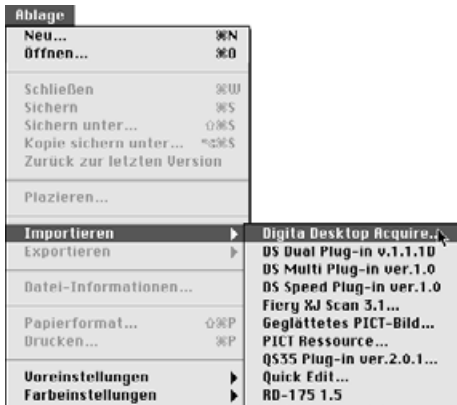 Ablage
Neu... ⌘N
Öffnen... ⌘O
Schließen ⌘W
Sichern ⌘S
Sichern unter... ⇧⌘S
Kopie sichern unter... ⌥⌘S
Zurück zur letzten Version
Plazieren...
Importieren ▶
Exportieren ▶
Datei-Informationen...
Papierformat... ⇧⌘P
Drucken... ⌘P
Voreinstellungen ▶
Farbeinstellungen ▶
Digita Desktop Acquire...
DS Dual Plug-in v.1.1.1D
DS Multi Plug-in ver.1.0
DS Speed Plug-in ver.1.0
Fiery XJ Scan 3.1...
Geglättetes PICT-Bild...
PICT Ressource...
QS35 Plug-in ver.2.0.1...
Quick Edit...
RD-175 1.5